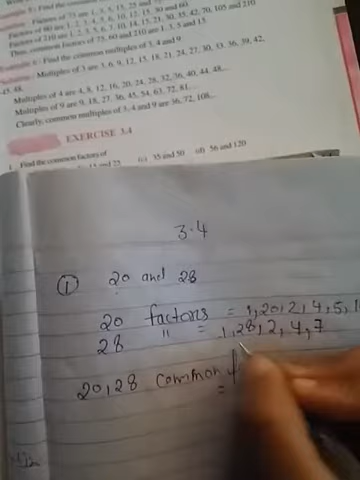 Factors of 75 are 1, 3, 5, 15, 25 and
Factors of 60 are 1, 2, 3, 4, 5, 6, 10, 12, 15, 30 and 60
Factors of 210 are 1, 2, 3, 5, 6, 7, 10, 14, 15, 21, 30, 35, 42, 70, 105 and 210
Thus, common factors of 75, 60 and 210 are 1, 3, 5 and 15
Find the common multiples of 3, 4 and 9
Multiples of 3 are 3, 6, 9, 12, 15, 18, 21, 24, 27, 30, 33, 36, 39, 42,
45, 48,
Multiples of 4 are 4, 8, 12, 16, 20, 24, 28, 32, 36, 40, 44, 48,...
Multiples of 9 are 9, 18, 27, 36, 45, 54, 63, 72, 81, ...
Clearly, common multiples of 3, 4 and 9 are 36, 72, 108,...
EXERCISE 3.4
1. Find the common factors of
15 and 25 (c) 35 and 50 (d) 56 and 120
3.4
① 20 and 28
20 factors = 1, 20, 2, 4, 5, 1
28 " = 1, 28, 2, 4, 7
20, 28 common f
=